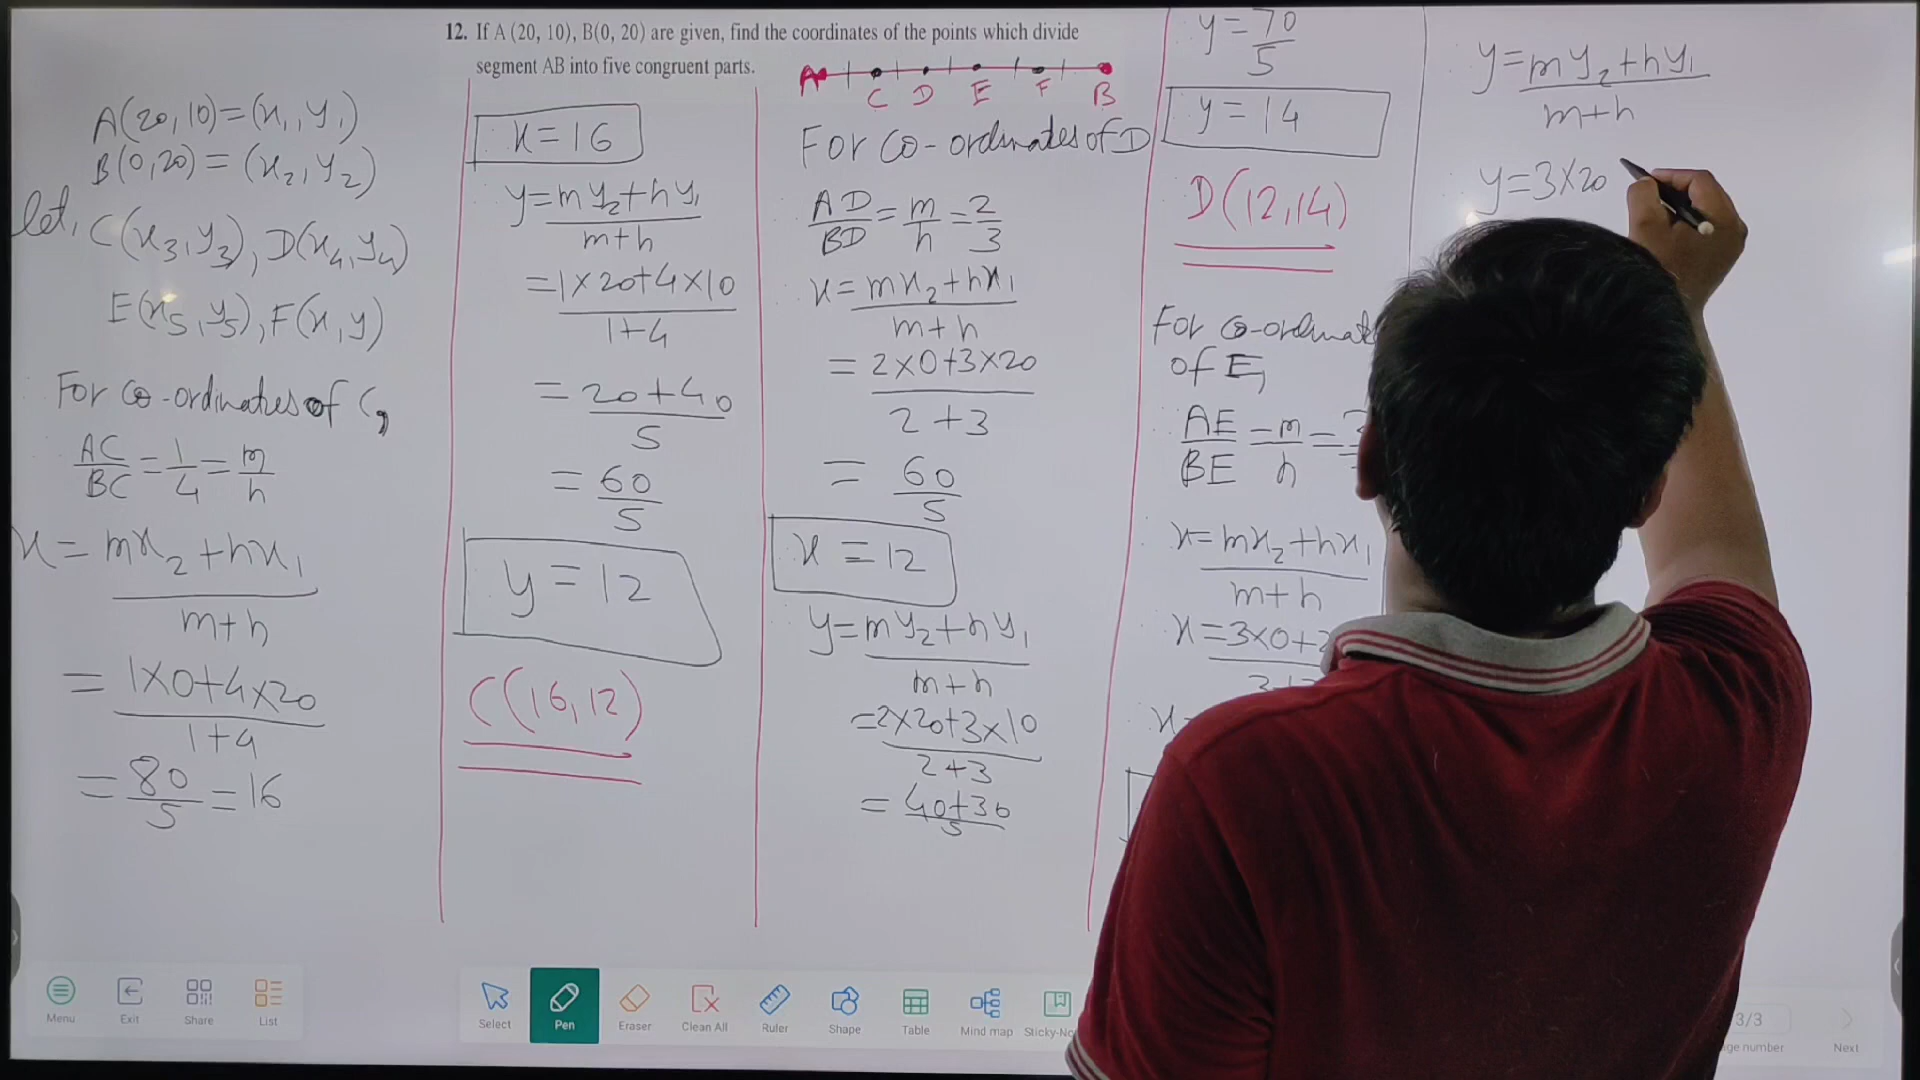 12. If A (20, 10), B(0, 20) are given, find the coordinates of the points which divide
segment AB into five congruent parts.
A C D E F B
A(20,10)=(x₁,y₁)
B(0,20)=(x₂,y₂)
let, C(x₃,y₃), D(x₄,y₄)
E(x₅,y₅), F(x,y)
For co-ordinates of C,
AC/BC = 1/4 = m/n
x = mx₂+nx₁
m+n
= 1×0+4×20
1+4
= 80/5 = 16
x = 16
y = my₂+ny₁
m+n
= 1×20+4×10
1+4
= 20+40
5
= 60
5
y = 12
C(16,12)
For co-ordinates of D
AD/BD = m/n = 2/3
x = mx₂+nx₁
m+n
= 2×0+3×20
2+3
= 60
5
x = 12
y = my₂+ny₁
m+n
= 2×20+3×10
2+3
= 40+30
5
y = 70
5
y = 14
D(12,14)
For co-ordinat
of E,
AE/BE = m/n =
x = mx₂+nx₁
m+n
x = 3×0+
y = my₂+ny₁
m+n
y = 3×20
Menu
Exit
Share
List
Select
Pen
Eraser
Clean All
Ruler
Shape
Table
Mind map
Sticky-No
3/3
ge number
Next